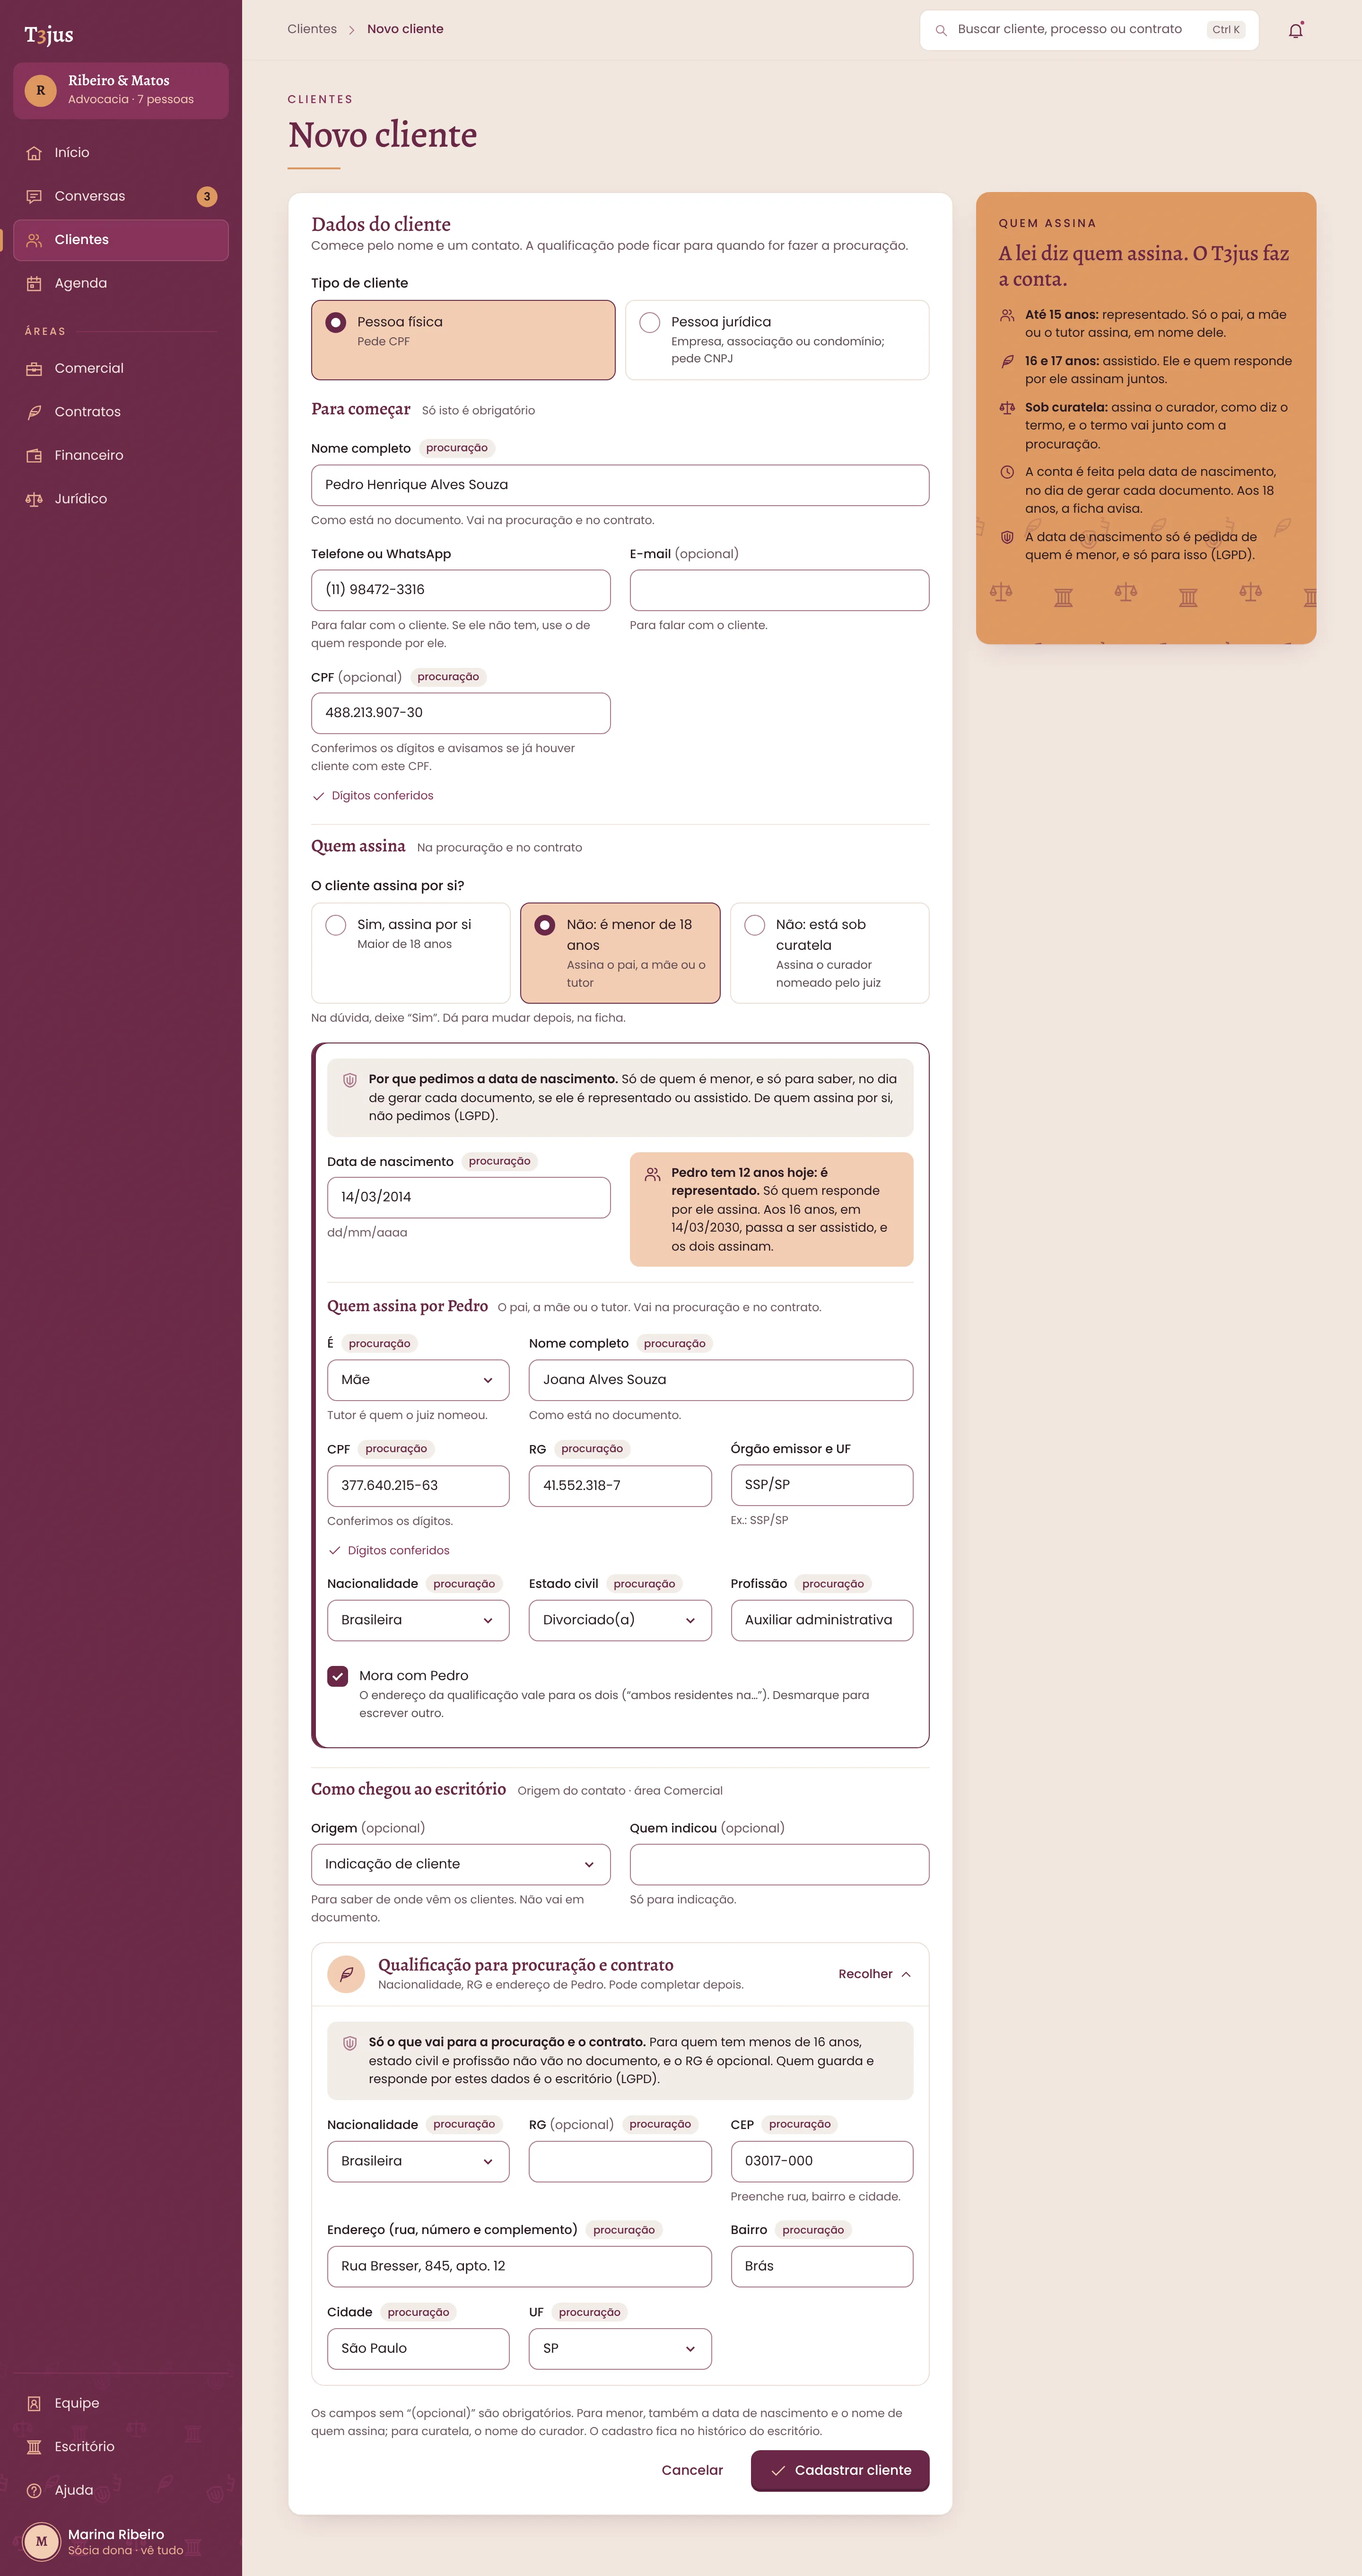 T3jus
R
Ribeiro & Matos
Advocacia · 7 pessoas
Início
Conversas
3
Clientes
Agenda
ÁREAS
Comercial
Contratos
Financeiro
Jurídico
Equipe
Escritório
Ajuda
M
Marina Ribeiro
Sócia dona · vê tudo
Clientes
Novo cliente
Buscar cliente, processo ou contrato
Ctrl K
CLIENTES
Novo cliente
Dados do cliente
Comece pelo nome e um contato. A qualificação pode ficar para quando for fazer a procuração.
Tipo de cliente
Pessoa física
Pede CPF
Pessoa jurídica
Empresa, associação ou condomínio;
pede CNPJ
Para começar Só isto é obrigatório
Nome completo procuração
Pedro Henrique Alves Souza
Como está no documento. Vai na procuração e no contrato.
Telefone ou WhatsApp
(11) 98472-3316
Para falar com o cliente. Se ele não tem, use o de
quem responde por ele.
E-mail (opcional)
Para falar com o cliente.
CPF (opcional) procuração
488.213.907-30
Conferimos os dígitos e avisamos se já houver
cliente com este CPF.
Dígitos conferidos
Quem assina Na procuração e no contrato
O cliente assina por si?
Sim, assina por si
Maior de 18 anos
Não: é menor de 18
anos
Assina o pai, a mãe ou o
tutor
Não: está sob
curatela
Assina o curador
nomeado pelo juiz
Na dúvida, deixe “Sim”. Dá para mudar depois, na ficha.
Por que pedimos a data de nascimento. Só de quem é menor, e só para saber, no dia
de gerar cada documento, se ele é representado ou assistido. De quem assina por si,
não pedimos (LGPD).
Data de nascimento procuração
14/03/2014
dd/mm/aaaa
Pedro tem 12 anos hoje: é
representado. Só quem responde
por ele assina. Aos 16 anos, em
14/03/2030, passa a ser assistido, e
os dois assinam.
Quem assina por Pedro O pai, a mãe ou o tutor. Vai na procuração e no contrato.
É procuração
Mãe
Tutor é quem o juiz nomeou.
Nome completo procuração
Joana Alves Souza
Como está no documento.
CPF procuração
377.640.215-63
Conferimos os dígitos.
Dígitos conferidos
RG procuração
41.552.318-7
Órgão emissor e UF
SSP/SP
Ex.: SSP/SP
Nacionalidade procuração
Brasileira
Estado civil procuração
Divorciado(a)
Profissão procuração
Auxiliar administrativa
Mora com Pedro
O endereço da qualificação vale para os dois (“ambos residentes na…”). Desmarque para
escrever outro.
Como chegou ao escritório Origem do contato · área Comercial
Origem (opcional)
Indicação de cliente
Para saber de onde vêm os clientes. Não vai em
documento.
Quem indicou (opcional)
Só para indicação.
Qualificação para procuração e contrato
Nacionalidade, RG e endereço de Pedro. Pode completar depois.
Recolher
Só o que vai para a procuração e o contrato. Para quem tem menos de 16 anos,
estado civil e profissão não vão no documento, e o RG é opcional. Quem guarda e
responde por estes dados é o escritório (LGPD).
Nacionalidade procuração
Brasileira
RG (opcional) procuração
CEP procuração
03017-000
Preenche rua, bairro e cidade.
Endereço (rua, número e complemento) procuração
Rua Bresser, 845, apto. 12
Bairro procuração
Brás
Cidade procuração
São Paulo
UF procuração
SP
Os campos sem “(opcional)” são obrigatórios. Para menor, também a data de nascimento e o nome de
quem assina; para curatela, o nome do curador. O cadastro fica no histórico do escritório.
Cancelar
Cadastrar cliente
QUEM ASSINA
A lei diz quem assina. O T3jus faz
a conta.
Até 15 anos: representado. Só o pai, a mãe
ou o tutor assina, em nome dele.
16 e 17 anos: assistido. Ele e quem responde
por ele assinam juntos.
Sob curatela: assina o curador, como diz o
termo, e o termo vai junto com a
procuração.
A conta é feita pela data de nascimento,
no dia de gerar cada documento. Aos 18
anos, a ficha avisa.
A data de nascimento só é pedida de
quem é menor, e só para isso (LGPD).